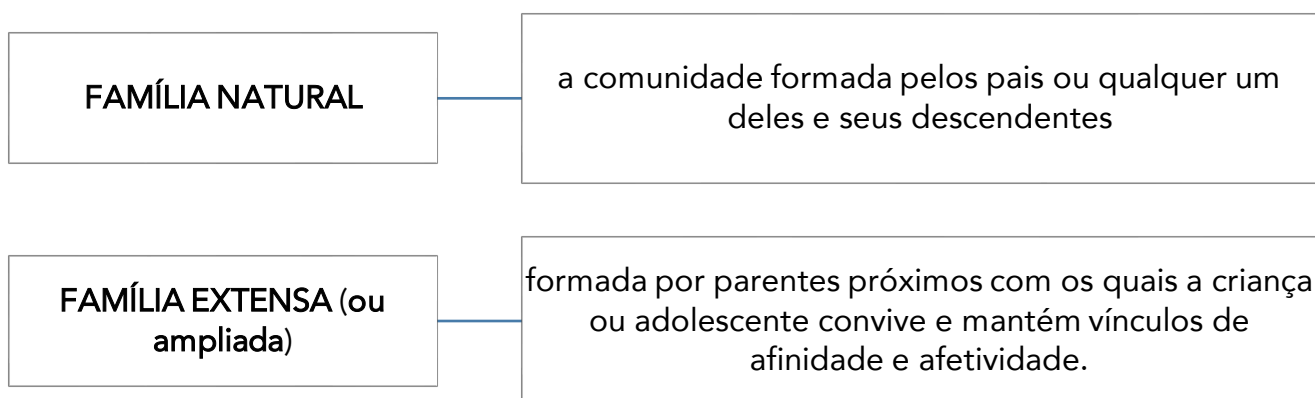 FAMÍLIA NATURAL
a comunidade formada pelos pais ou qualquer um
deles e seus descendentes
FAMÍLIA EXTENSA (ou
ampliada)
formada por parentes próximos com os quais a criança
ou adolescente convive e mantém vínculos de
afinidade e afetividade.